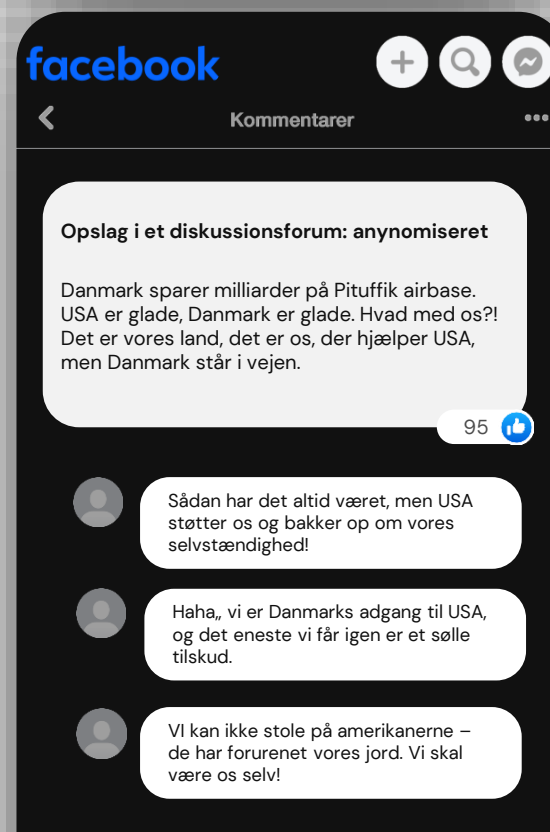 facebook
Kommentarer
Opslag i et diskussionsforum: anynomiseret
Danmark sparer milliarder på Pituffik airbase.
USA er glade, Danmark er glade. Hvad med os?!
Det er vores land, det er os, der hjælper USA,
men Danmark står i vejen.
95
Sådan har det altid været, men USA
støtter os og bakker op om vores
selvstændighed!
Haha,, vi er Danmarks adgang til USA,
og det eneste vi får igen er et sølle
tilskud.
VI kan ikke stole på amerikanerne –
de har forurenet vores jord. Vi skal
være os selv!